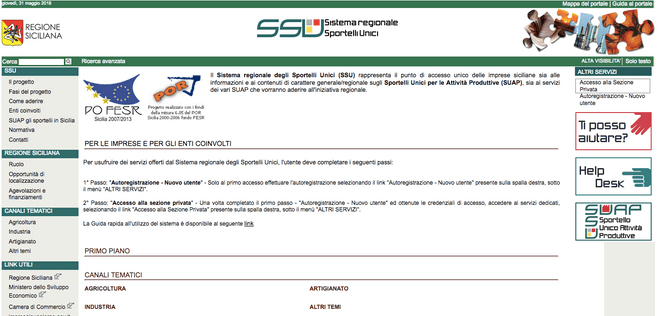 giovedì, 31 maggio 2018
Mappa del portale | Guida al portale
REGIONE
SICILIANA
SSU Sistema regionale
Sportelli Unici
Cerca
Ricerca avanzata
ALTA VISIBILITA'
Solo testo
SSU
Il progetto
Fasi del progetto
Come aderire
Enti coinvolti
SUAP gli sportelli in Sicilia
Normativa
Contatti
REGIONE SICILIANA
Ruolo
Opportunità di
localizzazione
Agevolazioni e
finanziamenti
CANALI TEMATICI
Agricoltura
Industria
Artigianato
Altri temi
LINK UTILI
Regione Siciliana
Ministero dello Sviluppo
Economico
Camera di Commercio
PO FESR
Sicilia 2007/2013
POR
Progetto realizzato con i fondi
della misura 6.05 del POR
Sicilia 2000-2006 fondo FESR
Il Sistema regionale degli Sportelli Unici (SSU) rappresenta il punto di accesso unico delle imprese siciliane sia alle
informazioni e ai contenuti di carattere generale/regionale sugli Sportelli Unici per le Attività Produttive (SUAP), sia ai servizi
dei vari SUAP che vorranno aderire all'iniziativa regionale.
PER LE IMPRESE E PER GLI ENTI COINVOLTI
Per usufruire dei servizi offerti dal Sistema regionale degli Sportelli Unici, l'utente deve completare i seguenti passi:
1° Passo: "Autoregistrazione - Nuovo utente" - Solo al primo accesso effettuare l'autoregistrazione selezionando il link "Autoregistrazione - Nuovo utente" presente sulla spalla destra, sotto
il menù "ALTRI SERVIZI".
2° Passo: "Accesso alla sezione privata" - Una volta completato il primo passo - "Autoregistrazione - Nuovo utente" ed ottenute le credenziali di accesso, accedere ai servizi dedicati,
selezionando il link "Accesso alla Sezione Privata" presente sulla spalla destra, sotto il menù "ALTRI SERVIZI".
La Guida rapida all'utilizzo del sistema è disponibile al seguente link
PRIMO PIANO
CANALI TEMATICI
AGRICOLTURA
ARTIGIANATO
INDUSTRIA
ALTRI TEMI
ALTRI SERVIZI
Accesso alla Sezione
Privata
Autoregistrazione - Nuovo
utente
Ti posso
aiutare?
Help
Desk
SUAP
Sportello
Unico Attività
Produttive